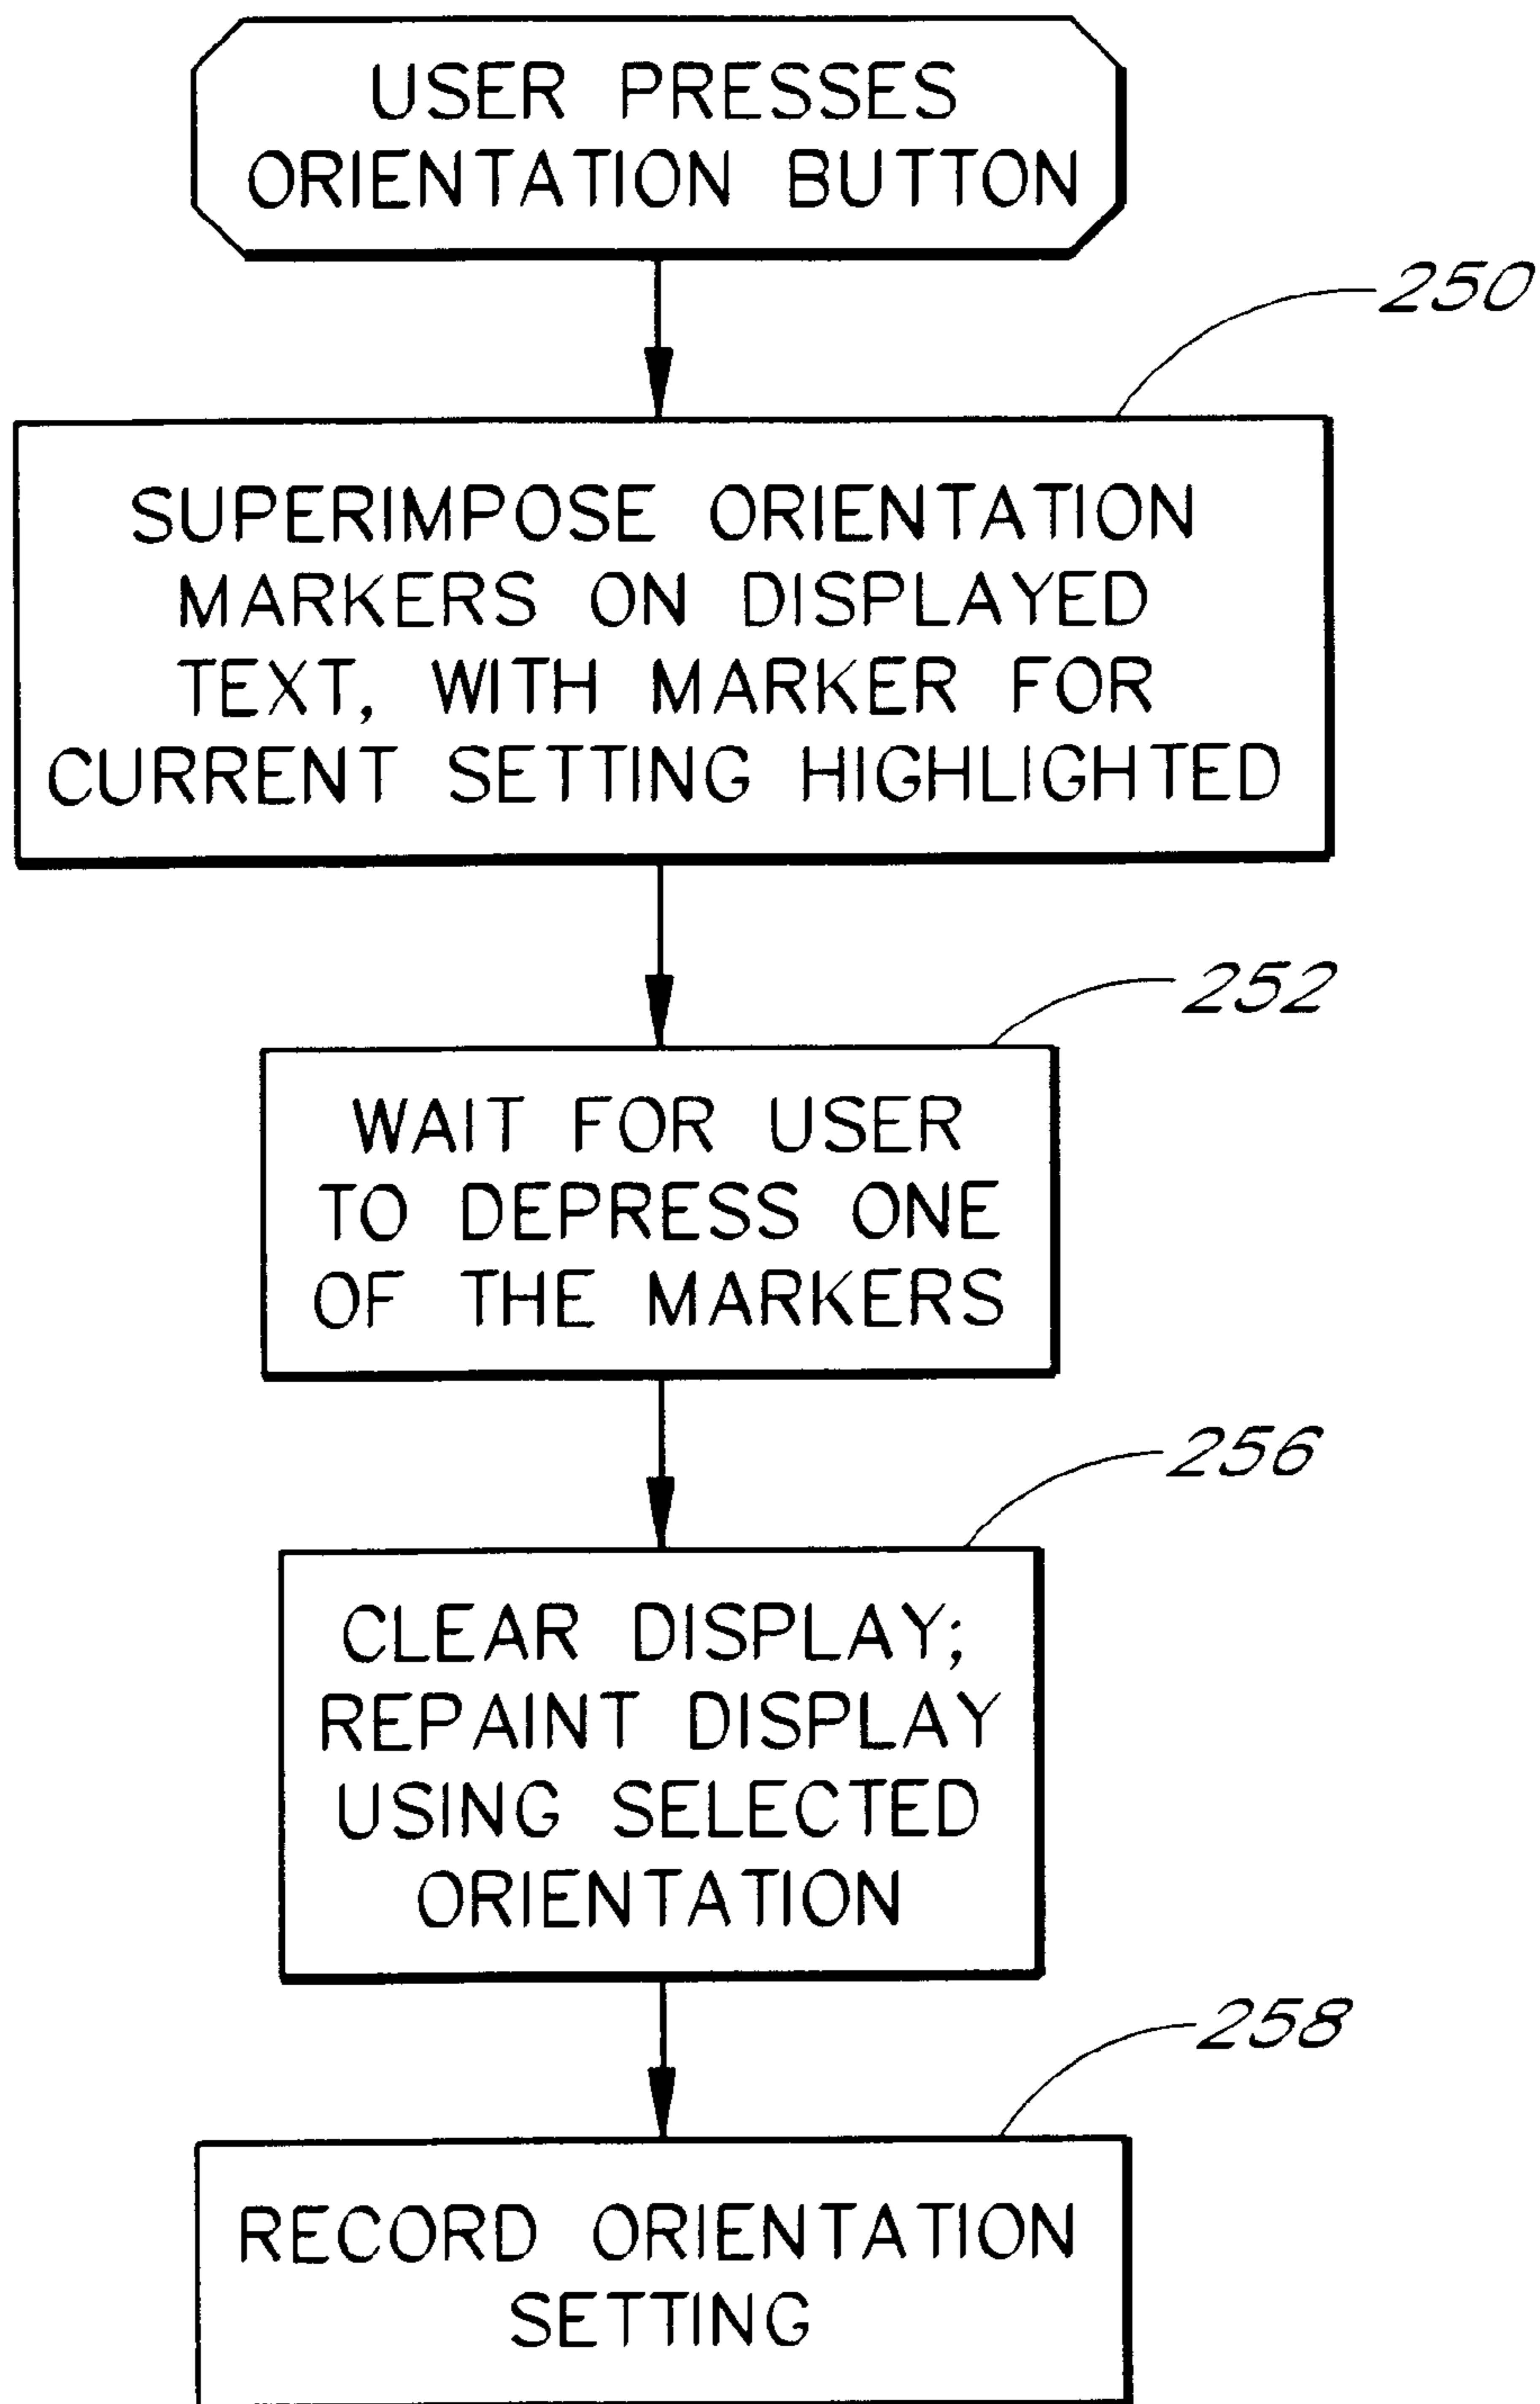 USER PRESSES
ORIENTATION BUTTON
250
SUPERIMPOSE ORIENTATION
MARKERS ON DISPLAYED
TEXT, WITH MARKER FOR
CURRENT SETTING HIGHLIGHTED
252
WAIT FOR USER
TO DEPRESS ONE
OF THE MARKERS
256
CLEAR DISPLAY;
REPAINT DISPLAY
USING SELECTED
ORIENTATION
258
RECORD ORIENTATION
SETTING